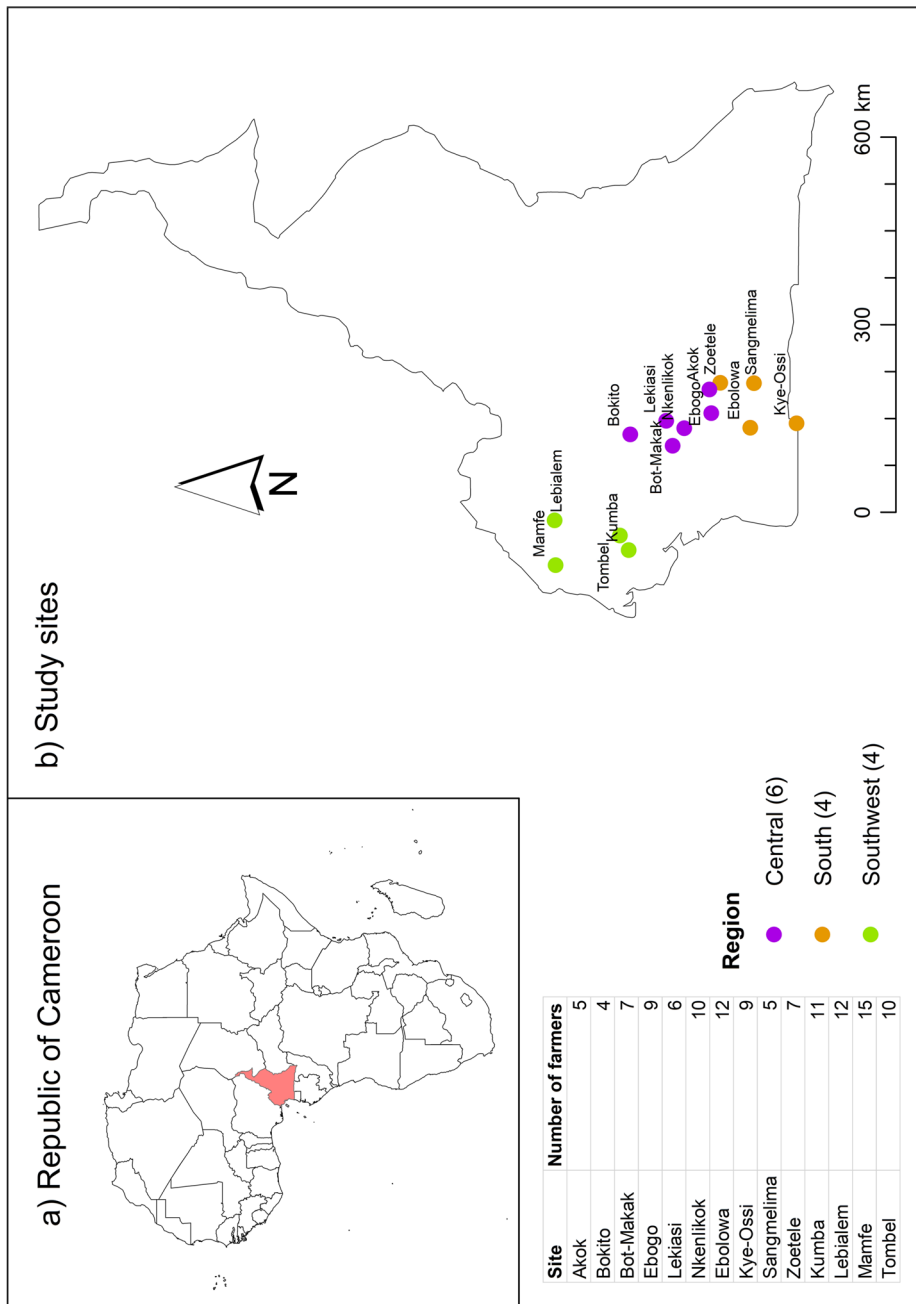 a) Republic of Cameroon
b) Study sites
N
Mamfe
Lebialem
Tombel
Kumba
Bokito
Bot-Makak
Lekiasi
Nkenlikok
Ebogo
Akok
Zoetele
Ebolowa
Sangmelima
Kye-Ossi
0 300 600 km
Site Number of farmers
Akok 5
Bokito 4
Bot-Makak 7
Ebogo 9
Lekiasi 6
Nkenlikok 10
Ebolowa 12
Kye-Ossi 9
Sangmelima 5
Zoetele 7
Kumba 11
Lebialem 12
Mamfe 15
Tombel 10
Region
Central (6)
South (4)
Southwest (4)